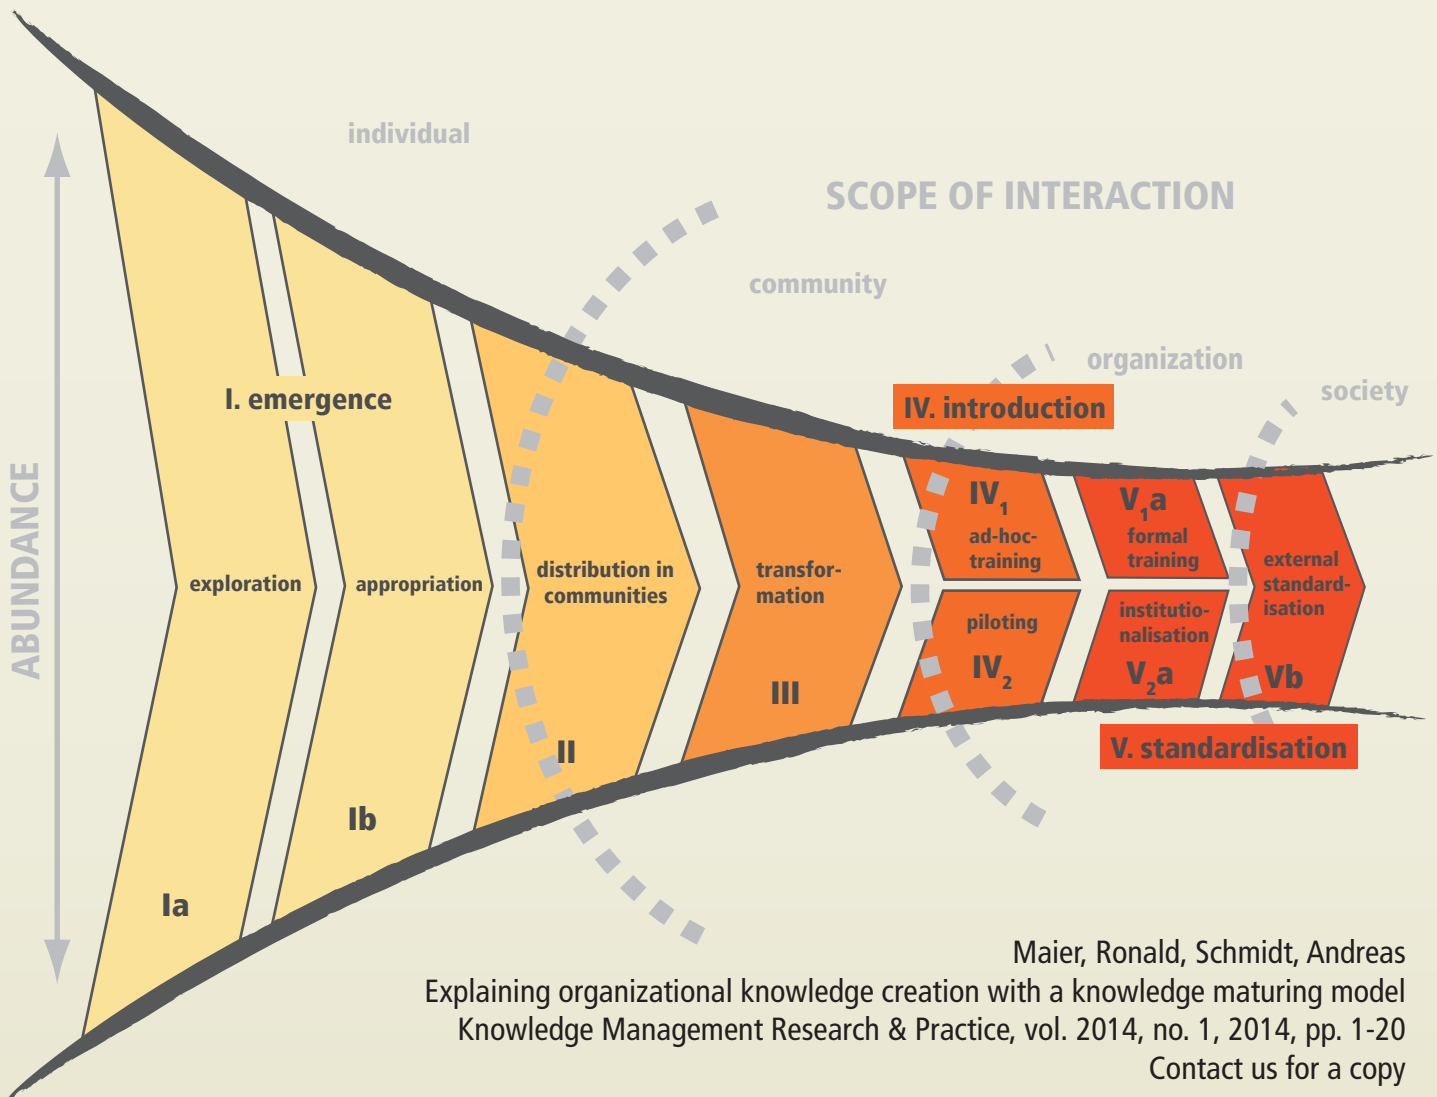 individual
SCOPE OF INTERACTION
community
organization
society
ABUNDANCE
I. emergence
IV. introduction
exploration
Ia
appropriation
Ib
distribution in
communities
II
transfor-
mation
III
IV1
ad-hoc-
training
piloting
IV2
V1a
formal
training
institutio-
nalisation
V2a
external
standard-
isation
Vb
V. standardisation
Maier, Ronald, Schmidt, Andreas
Explaining organizational knowledge creation with a knowledge maturing model
Knowledge Management Research & Practice, vol. 2014, no. 1, 2014, pp. 1-20
Contact us for a copy